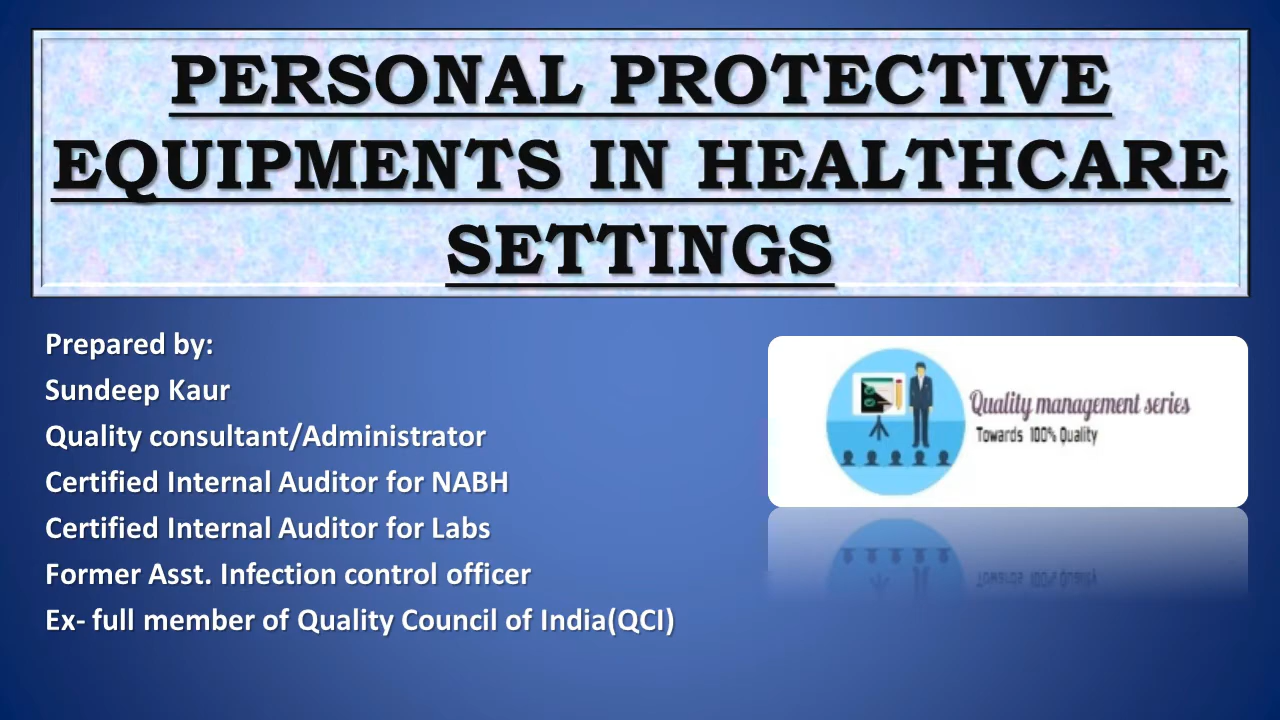 PERSONAL PROTECTIVE
EQUIPMENTS IN HEALTHCARE
SETTINGS
Prepared by:
Sundeep Kaur
Quality consultant/Administrator
Certified Internal Auditor for NABH
Certified Internal Auditor for Labs
Former Asst. Infection control officer
Ex- full member of Quality Council of India(QCI)
Quality management series
Towards 100% Quality